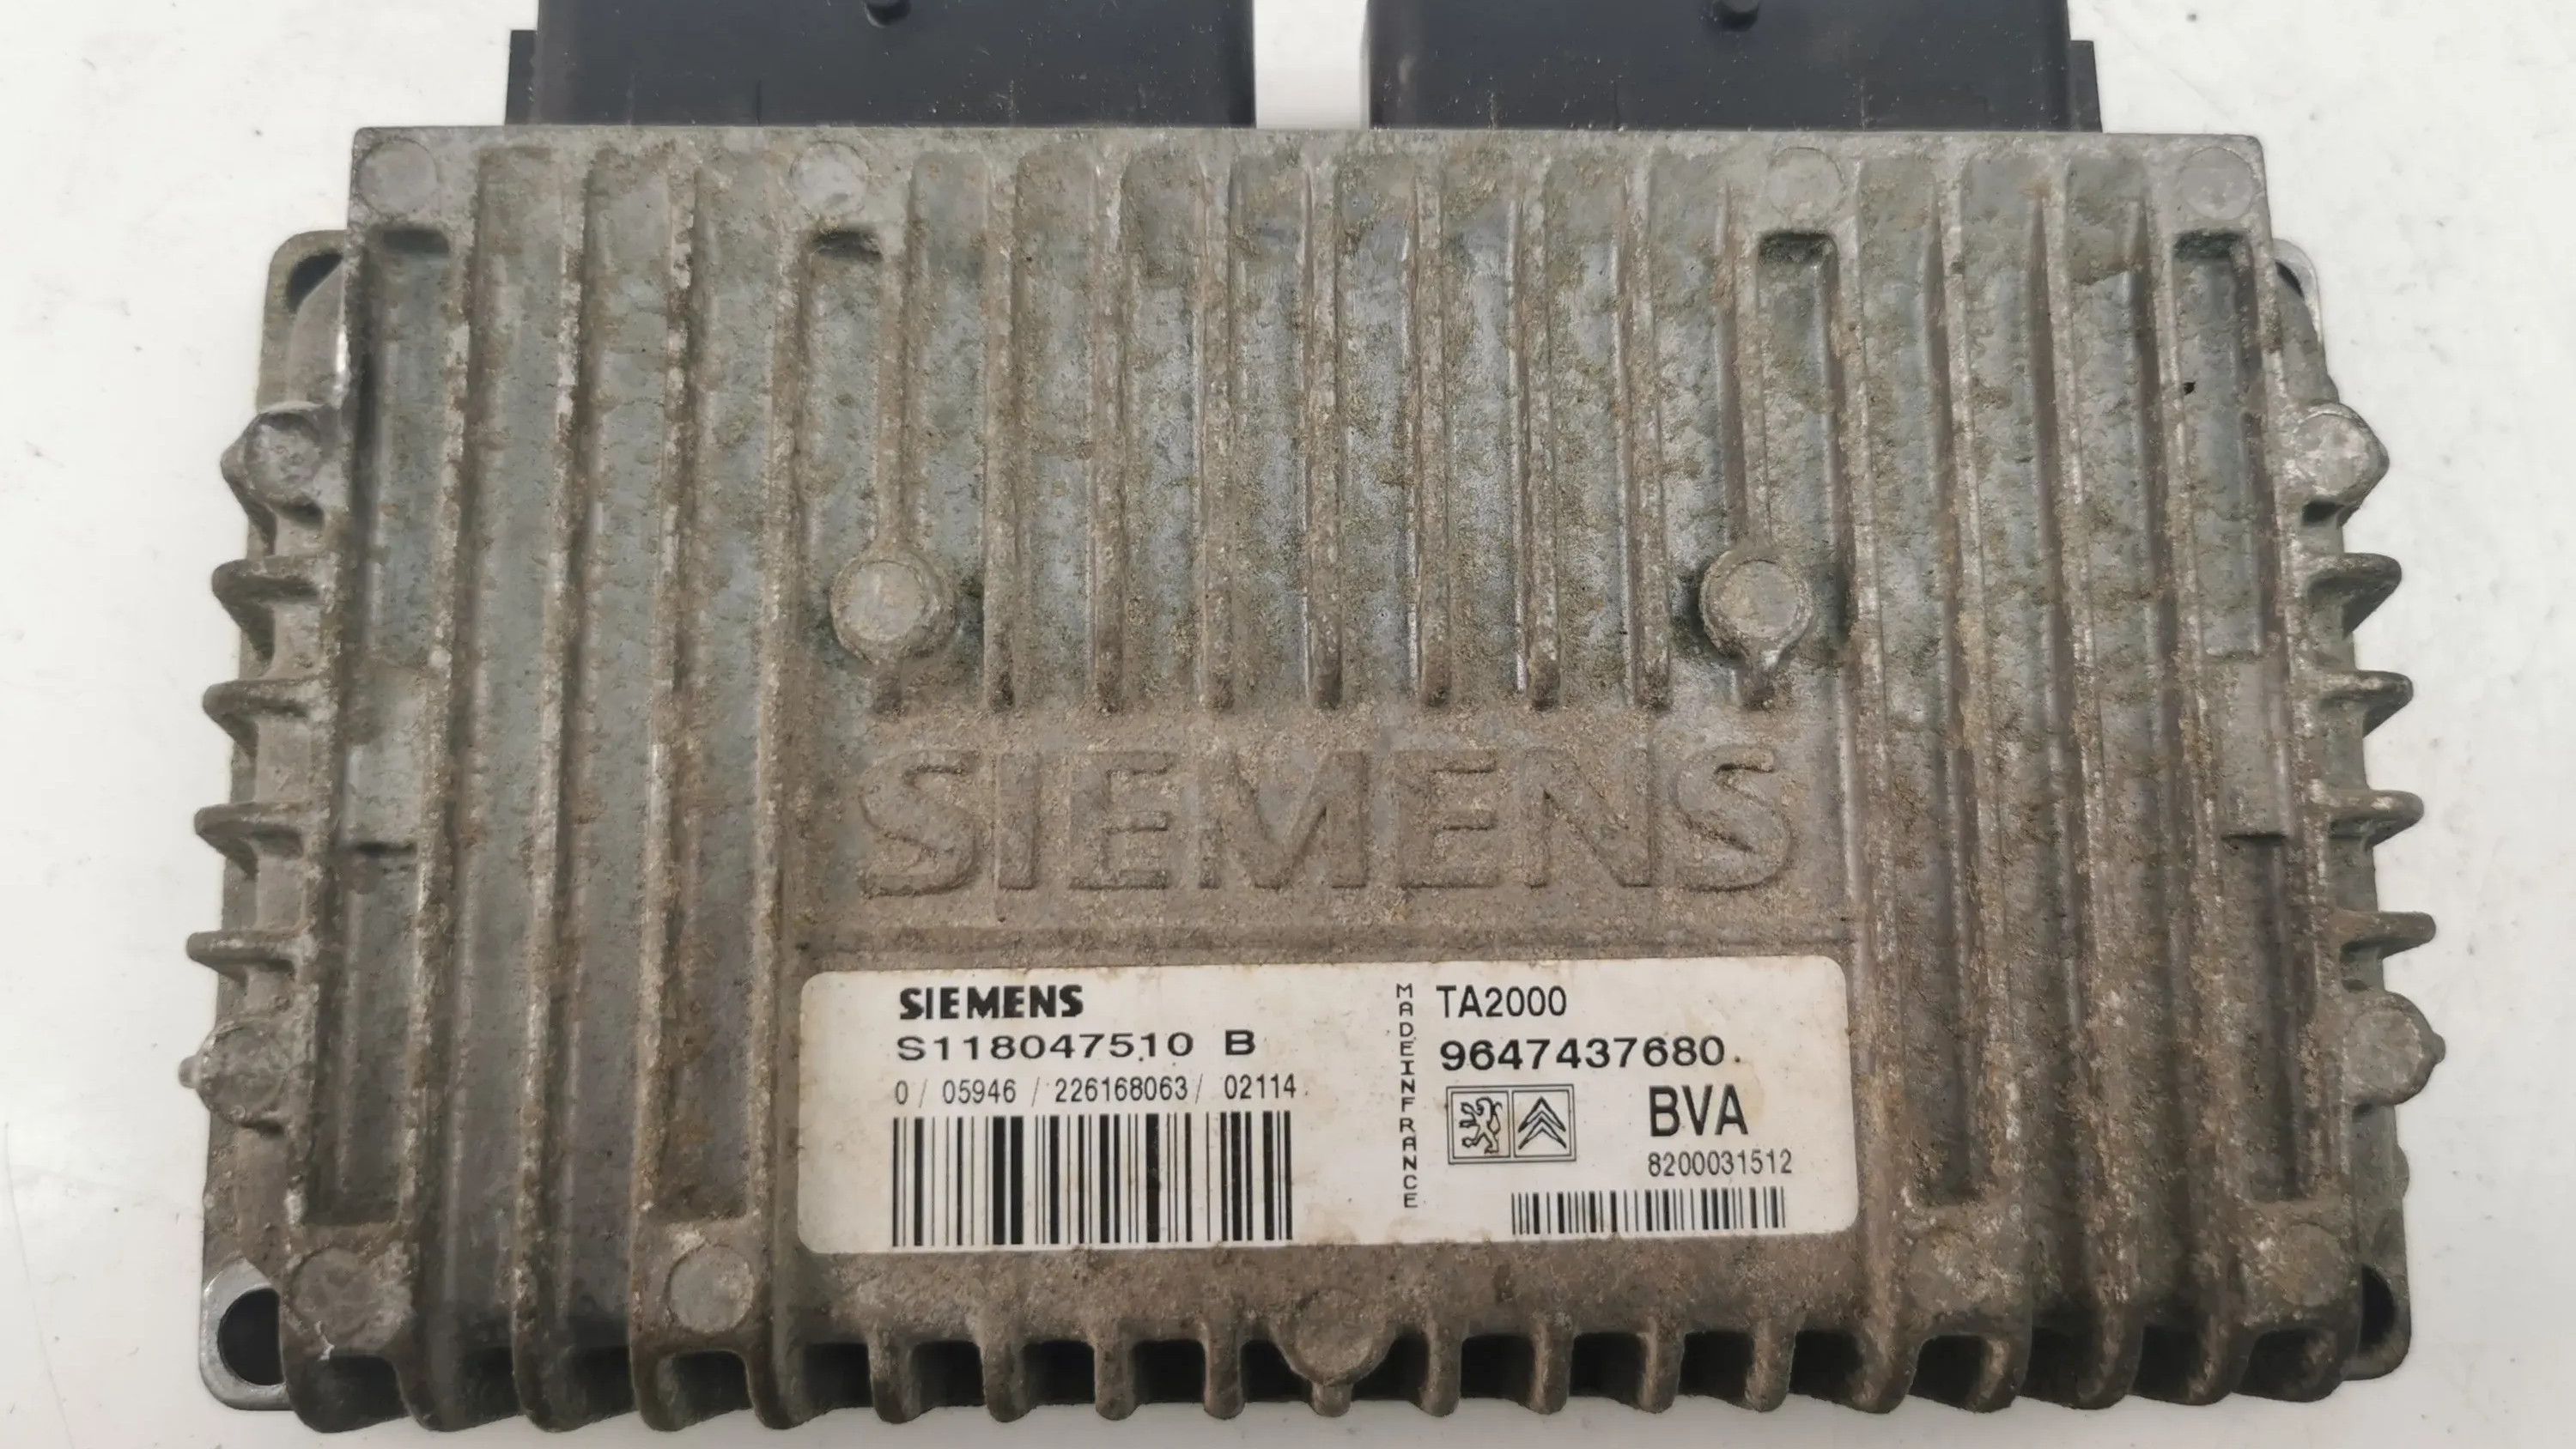 SIEMENS
SIEMENS
S118047510 B
0/ 05946 / 226168063/ 02114
MADE IN FRANCE
TA2000
9647437680.
BVA
8200031512